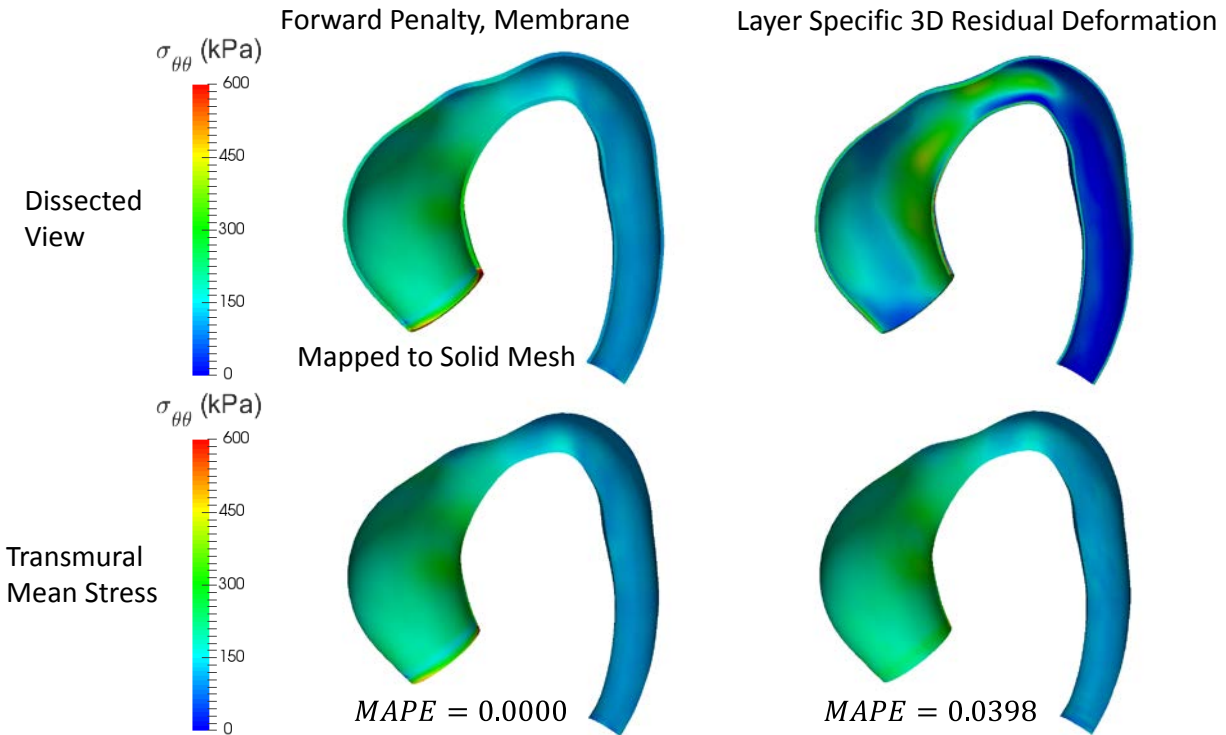 Forward Penalty, Membrane
Layer Specific 3D Residual Deformation
σθθ (kPa)
600
450
300
150
0
Dissected
View
Mapped to Solid Mesh
σθθ (kPa)
600
450
300
150
0
Transmural
Mean Stress
MAPE = 0.0000
MAPE = 0.0398